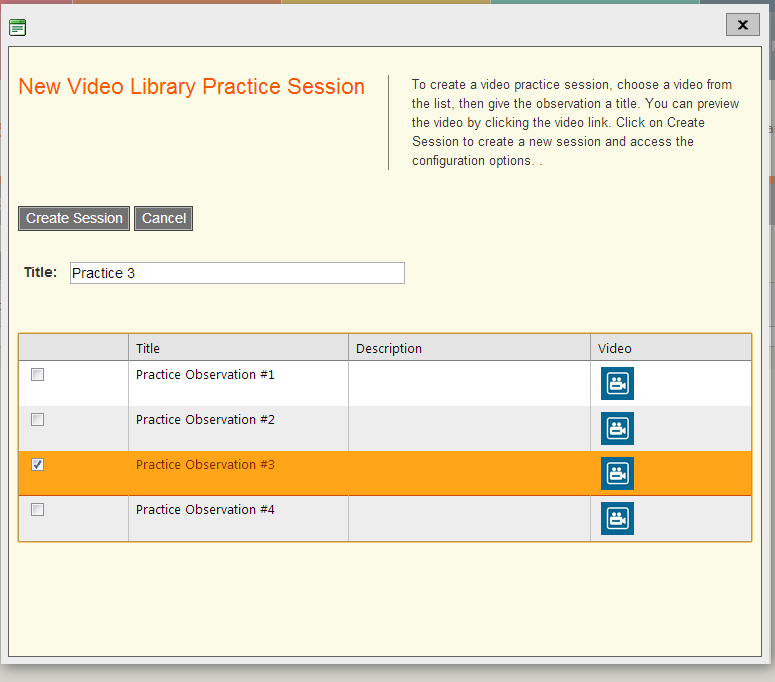 New Video Library Practice Session
To create a video practice session, choose a video from
the list, then give the observation a title. You can preview
the video by clicking the video link. Click on Create
Session to create a new session and access the
configuration options. .
Create Session Cancel
Title: Practice 3
Title Description Video
Practice Observation #1
Practice Observation #2
Practice Observation #3
Practice Observation #4